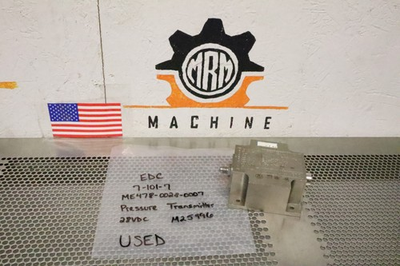 MRM
MACHINE
EDC
7-101-7
ME478-0020-0007
Pressure Transmitter
28VDC M25996
USED